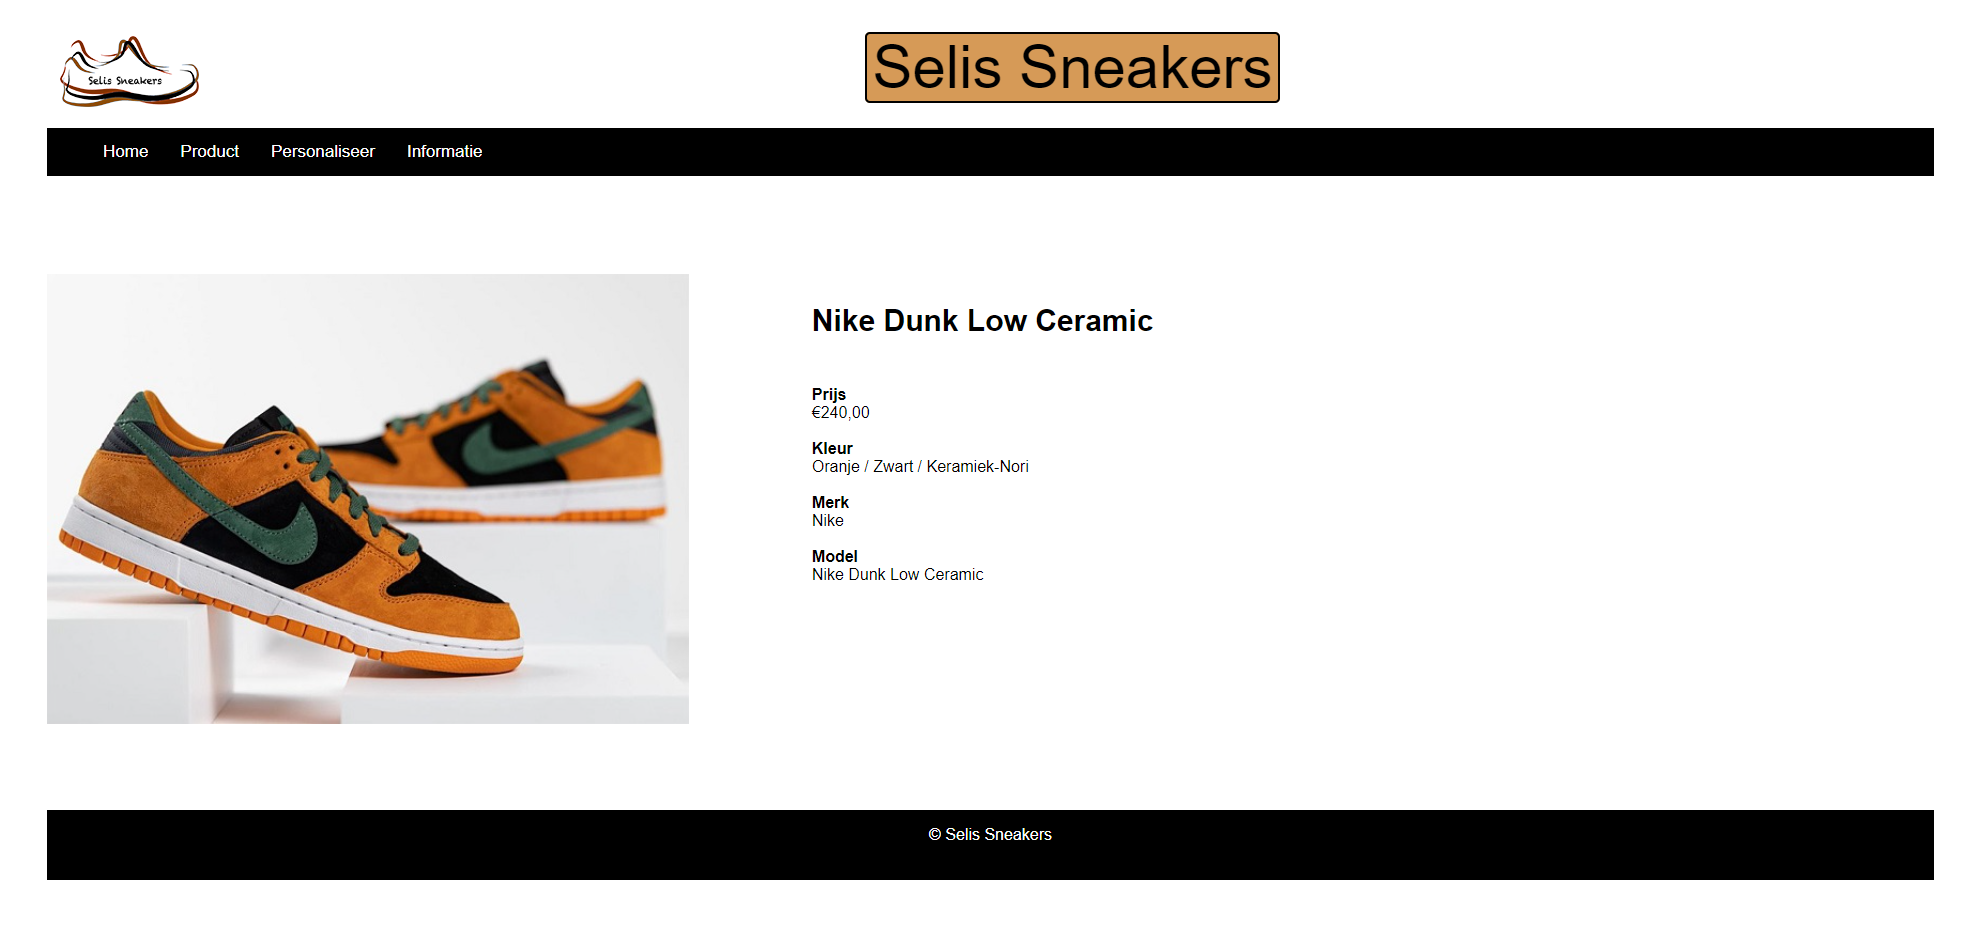 Selis Sneakers
Selis Sneakers
Home Product Personaliseer Informatie
Nike Dunk Low Ceramic
Prijs
€240,00
Kleur
Oranje / Zwart / Keramiek-Nori
Merk
Nike
Model
Nike Dunk Low Ceramic
© Selis Sneakers